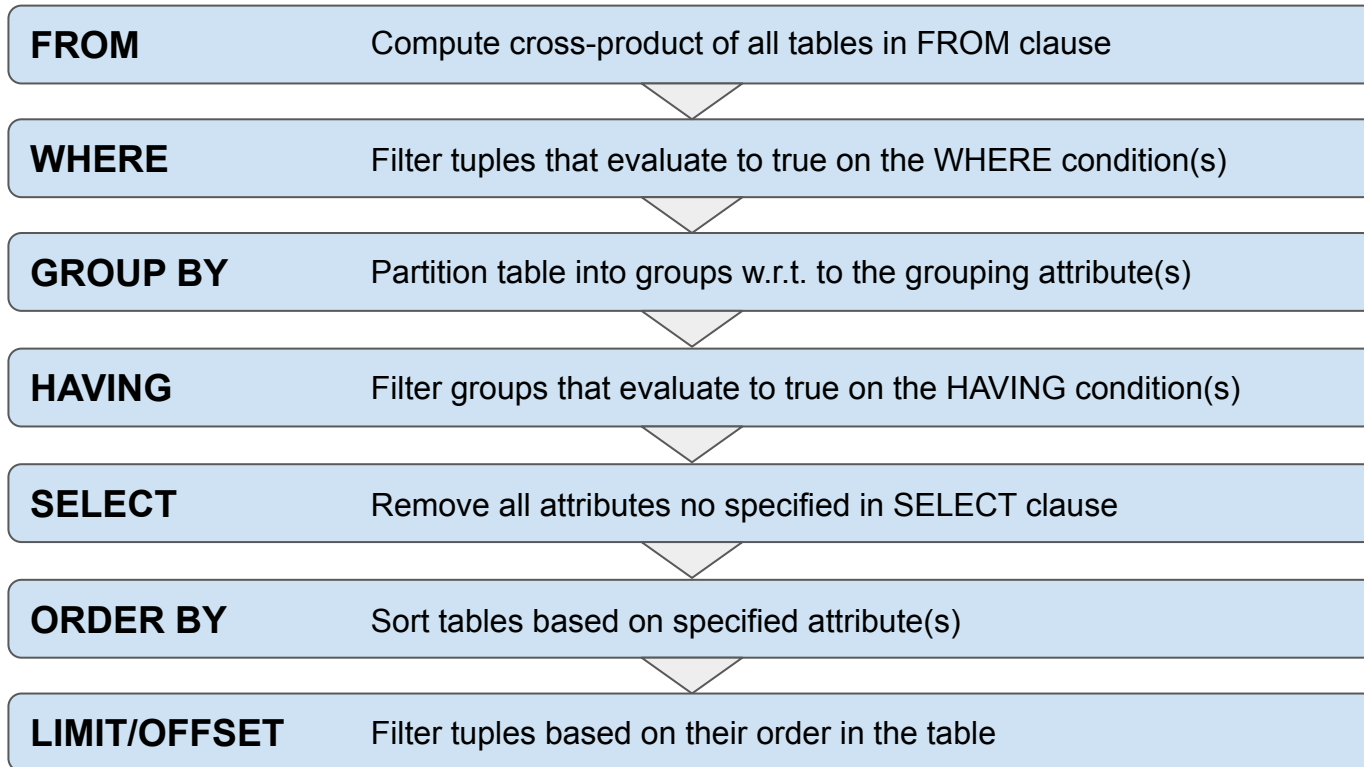 FROM Compute cross-product of all tables in FROM clause
WHERE Filter tuples that evaluate to true on the WHERE condition(s)
GROUP BY Partition table into groups w.r.t. to the grouping attribute(s)
HAVING Filter groups that evaluate to true on the HAVING condition(s)
SELECT Remove all attributes no specified in SELECT clause
ORDER BY Sort tables based on specified attribute(s)
LIMIT/OFFSET Filter tuples based on their order in the table